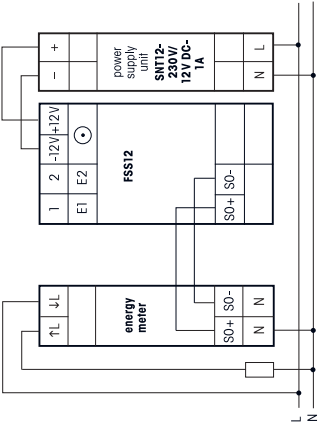 +
−
power
supply
unit
SNT12-
230V/
12V DC-
1A
L
N
-12V +12V
2
1
E2
E1
FSS12
S0-
S0+
↓L
↑L
energy
meter
S0-
S0+
N
N
L
N